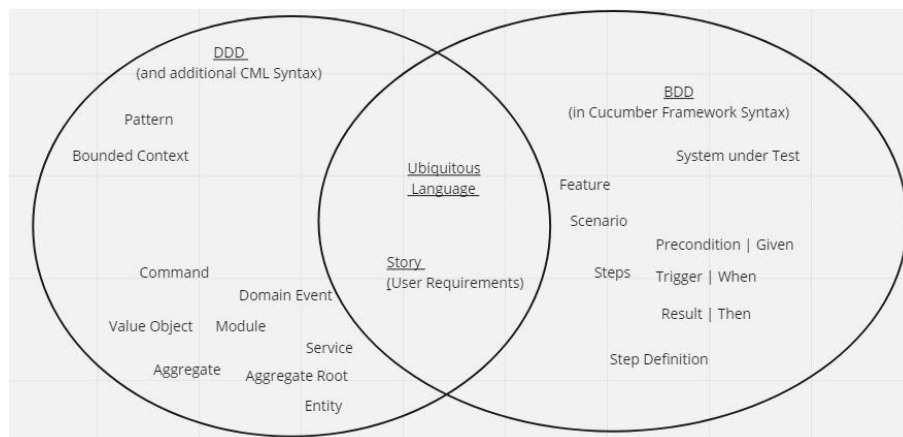 DDD
(and additional CML Syntax)
Pattern
Bounded Context
Command
Domain Event
Value Object
Module
Service
Aggregate
Aggregate Root
Entity
Ubiquitous
Language
Story
(User Requirements)
BDD
(in Cucumber Framework Syntax)
System under Test
Feature
Scenario
Precondition | Given
Steps
Trigger | When
Result | Then
Step Definition